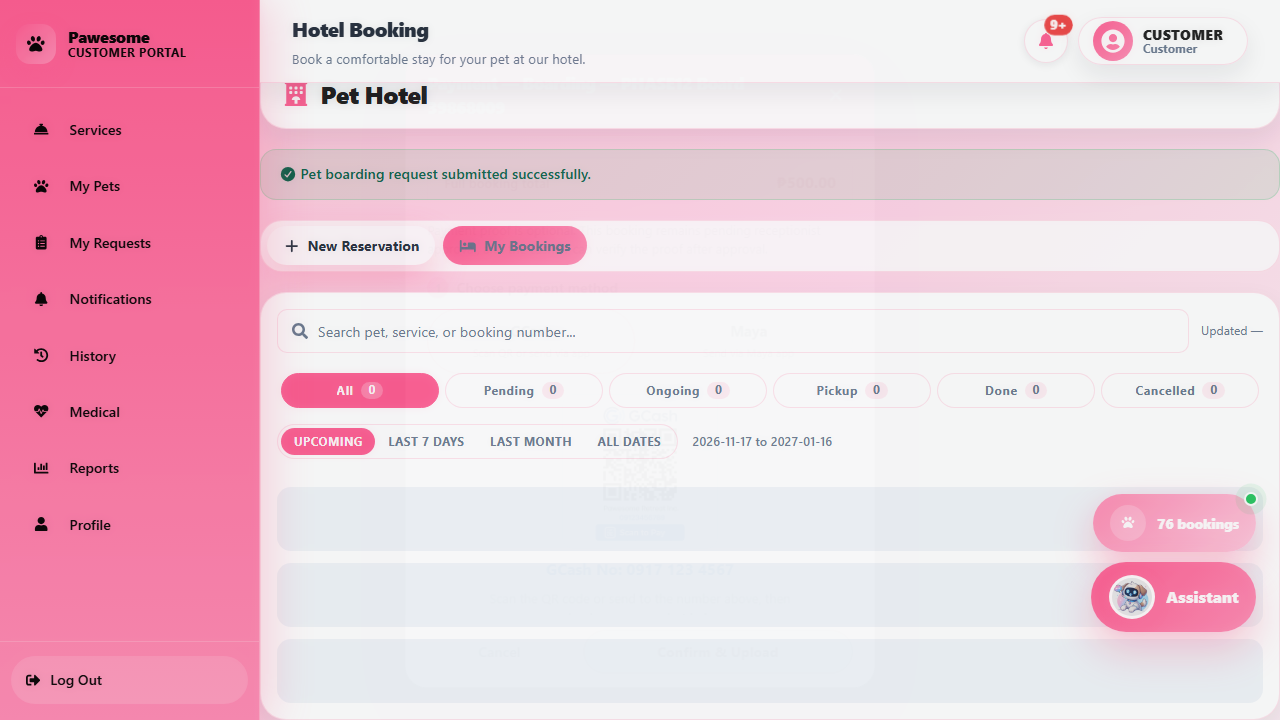 Pawesome
CUSTOMER PORTAL
Services
My Pets
My Requests
Notifications
History
Medical
Reports
Profile
Log Out
Hotel Booking
Book a comfortable stay for your pet at our hotel.
9+
CUSTOMER
Customer
Pet Hotel
Pet boarding request submitted successfully.
New Reservation
My Bookings
Search pet, service, or booking number...
Updated —
All 0
Pending 0
Ongoing 0
Pickup 0
Done 0
Cancelled 0
UPCOMING
LAST 7 DAYS
LAST MONTH
ALL DATES
2026-11-17 to 2027-01-16
76 bookings
Assistant